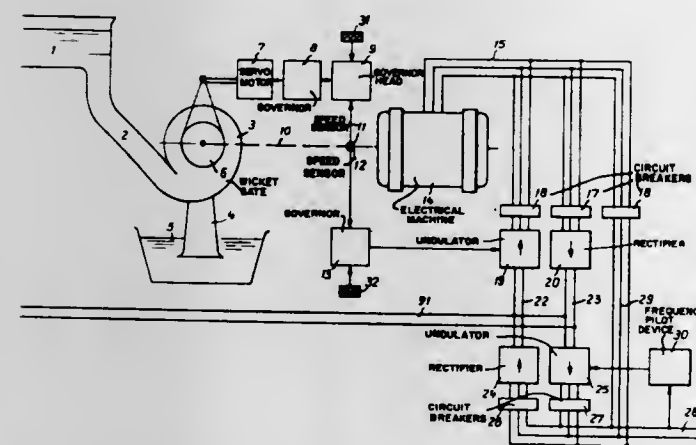 31
15
7
8
9
1
SERVO
MOTOR
GOVERNOR
GOVERNOR
HEAD
2
3
10
SPEED
SENSOR
11
6
SPEED
SENSOR
12
WICKET
GATE
14
ELECTRICAL
MACHINE
CIRCUIT
BREAKERS
16
17
18
4
5
GOVERNOR
13
32
UNDULATOR
RECTIFIER
19
20
22
23
29
91
FREQUENCY
PILOT
DEVICE
30
UNDULATOR
RECTIFIER
24
25
CIRCUIT
BREAKERS
26
27
28